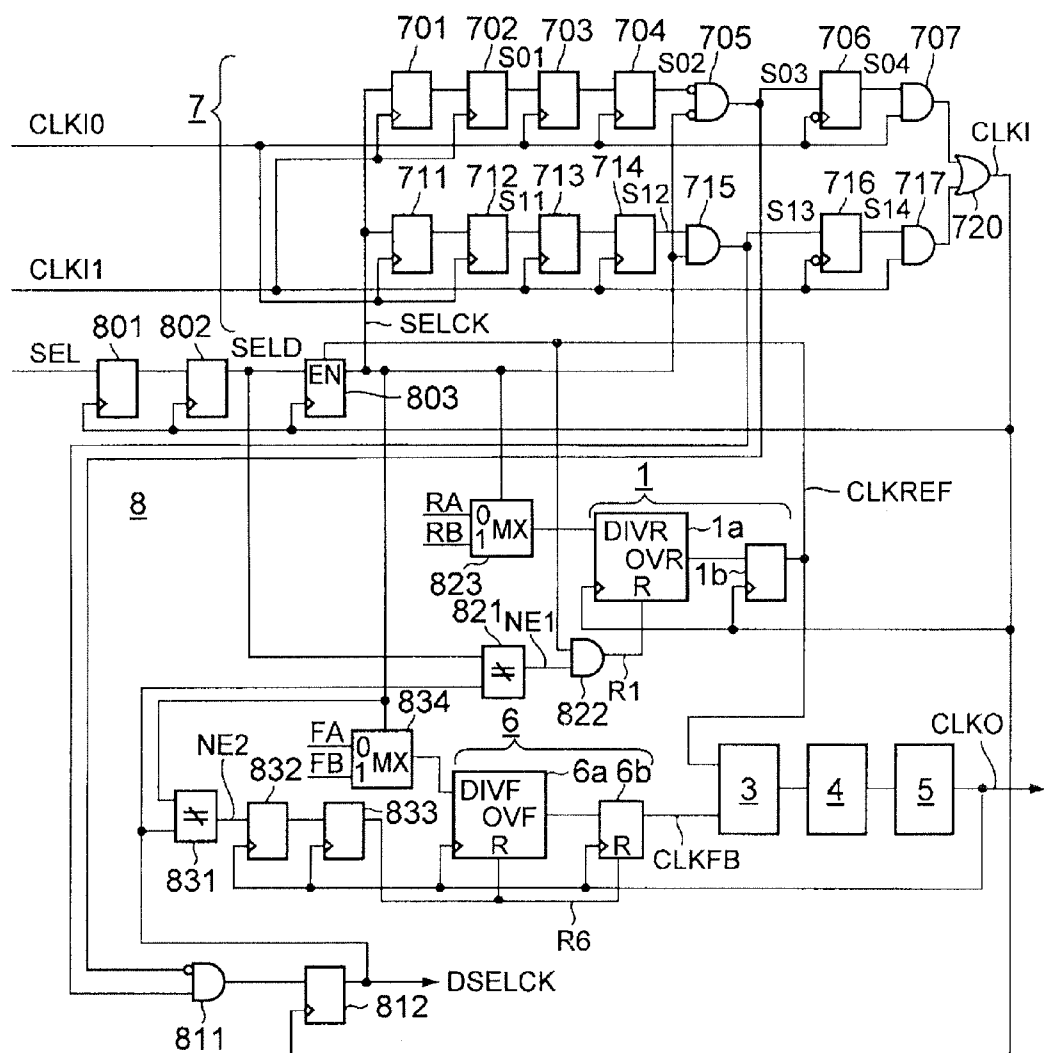 701 702 703 704 705 706 707
S01 S02 S03 S04
7
CLKI0
CLKI
711 712 713 714 715 716 717
S11 S12 S13 S14
720
CLKI1
SELCK
801 802
SEL SELD
EN
803
8
1
CLKREF
RA 0 MX
RB 1
823
DIVR 1a
OVR
1b
R
821
NE1
822
R1
834
FA 0 MX
FB 1
6
CLKO
NE2 832
833
6a 6b
DIVF
OVF
3 4 5
R R
CLKFB
831
R6
DSELCK
811
812